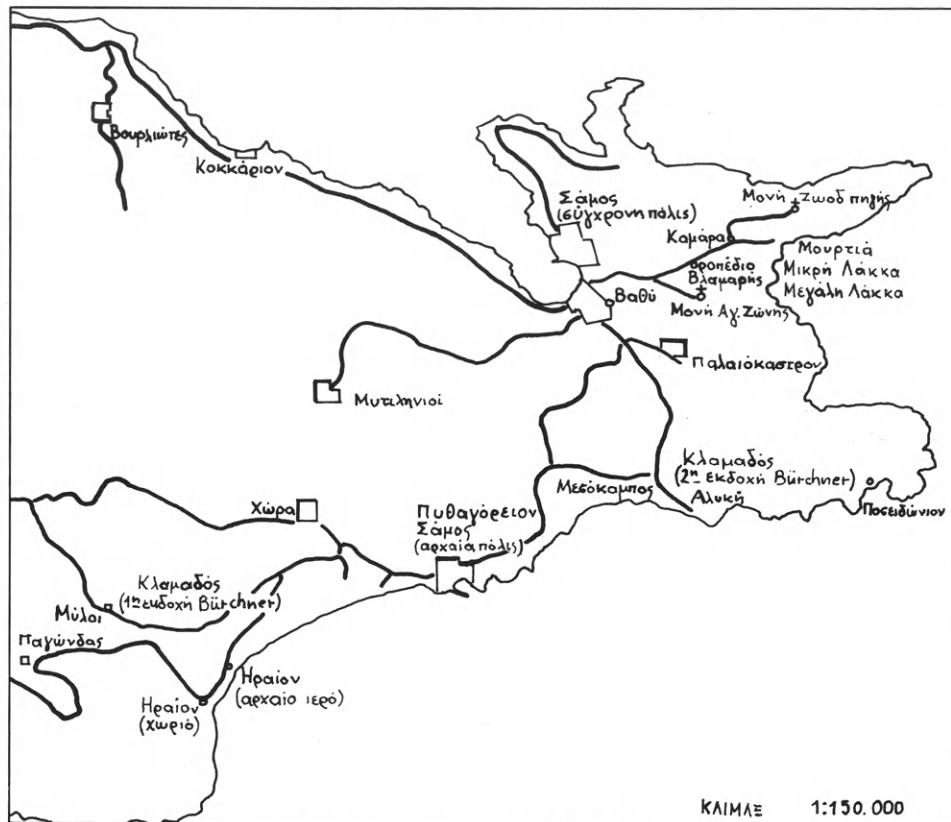 Βουρλιώτες
Κοκκάριον
Σάμος
(σύγχρονη πόλις)
Μονή Ζωοδ πηγής
Καμάρα
Μουρτιά
Μικρή Λάκκα
Μεγάλη Λάκκα
οροπέδιο
Βλαμαρής
Μονή Αγ. Ζώνης
Βαθύ
Παλαιόκαστρον
Μυτιληνιοί
Κλαμαδός
(2η εκδοχή Bürchner)
Αλυκή
Μεσόκαμπος
Ποσειδώνιον
Χώρα
Πυθαγόρειον
Σάμος
(αρχαία πόλις)
Κλαμαδός
(1η εκδοχή Bürchner)
Μύλοι
Παγώνδας
Ηραίον
(αρχαίο ιερό)
Ηραίον
(χωριό)
ΚΛΙΜΑΞ 1:150.000